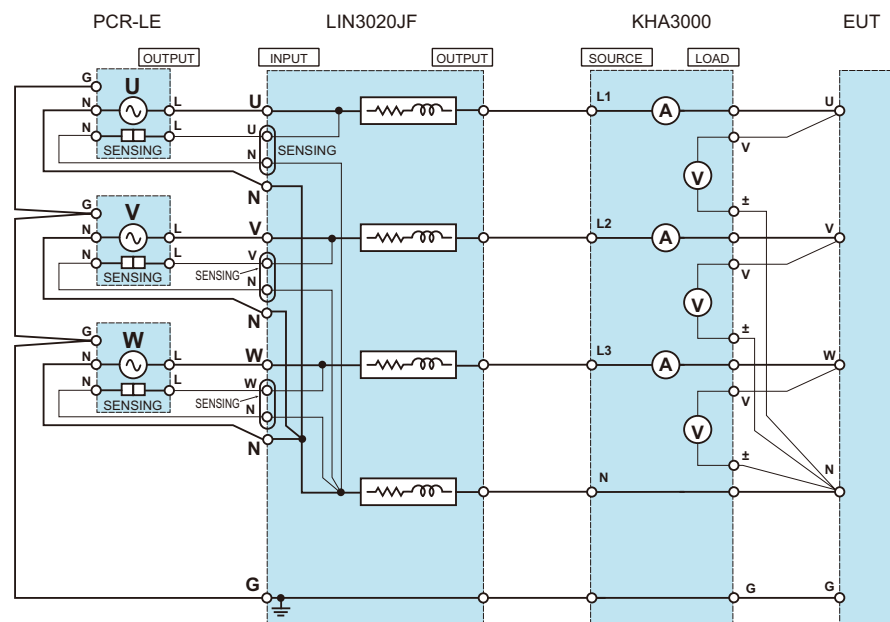 PCR-LE LIN3020JF KHA3000 EUT
OUTPUT INPUT OUTPUT SOURCE LOAD
G
U
N L U L1 A U
N L U SENSING V
SENSING N
V
N ±
G
V
N L V L2 A V
N L V SENSING V
SENSING N
V
N ±
G
W
N L W L3 A W
N L W SENSING V
SENSING N
V
N ±
N N
G G G